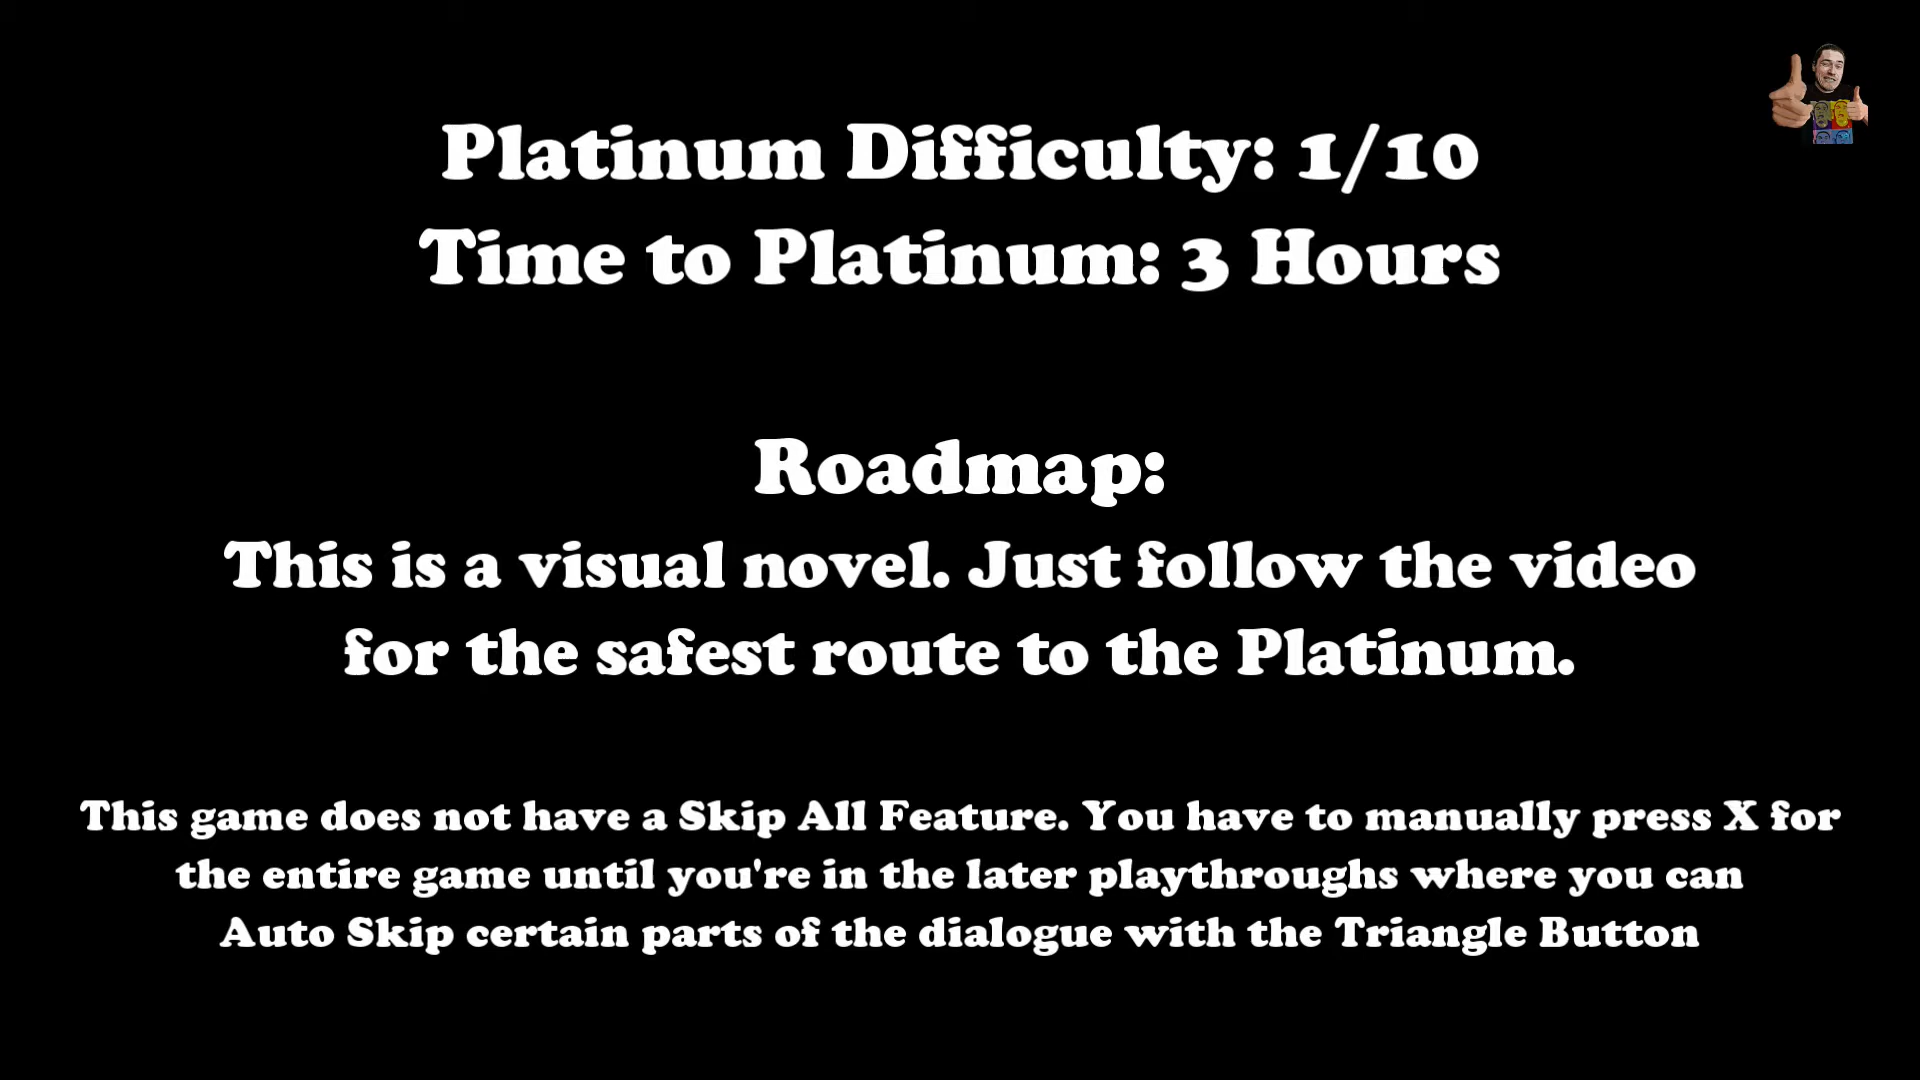 Platinum Difficulty: 1/10
Time to Platinum: 3 Hours
Roadmap:
This is a visual novel. Just follow the video
for the safest route to the Platinum.
This game does not have a Skip All Feature. You have to manually press X for
the entire game until you're in the later playthroughs where you can
Auto Skip certain parts of the dialogue with the Triangle Button